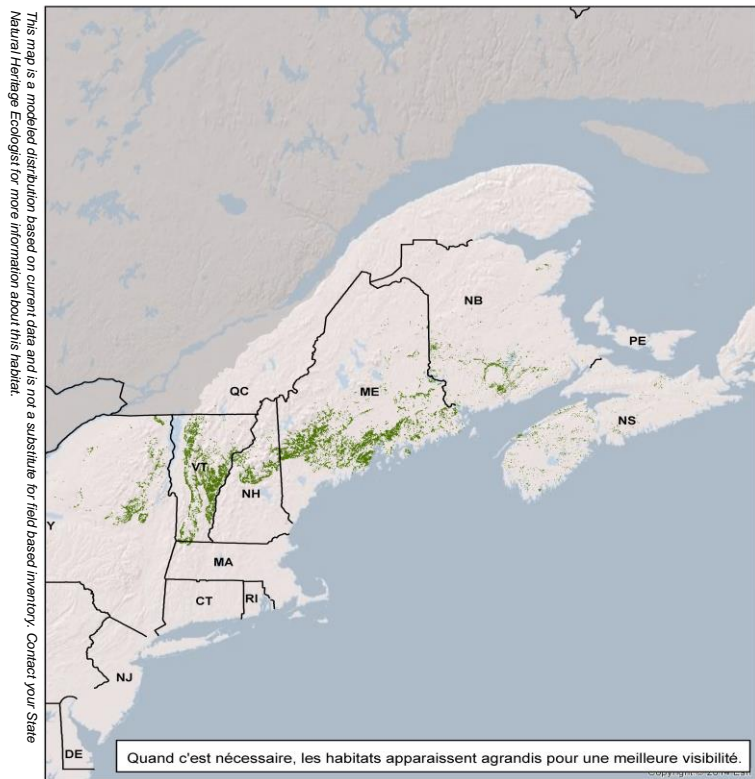 This map is a modeled distribution based on current data and is not a substitute for field based inventory. Contact your State
Natural Heritage Ecologist for more information about this habitat.
NB
PE
QC
ME
NS
VT
NH
Y
MA
CT
RI
NJ
DE
Quand c'est nécessaire, les habitats apparaissent agrandis pour une meilleure visibilité.